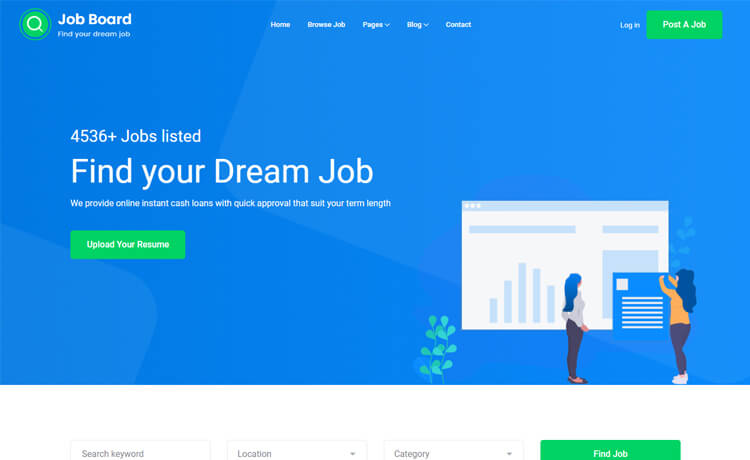 Job Board
Find your dream job
Home
Browse Job
Pages
Blog
Contact
Log in
Post A Job
4536+ Jobs listed
Find your Dream Job
We provide online instant cash loans with quick approval that suit your term length
Upload Your Resume
Search keyword
Location
Category
Find Job